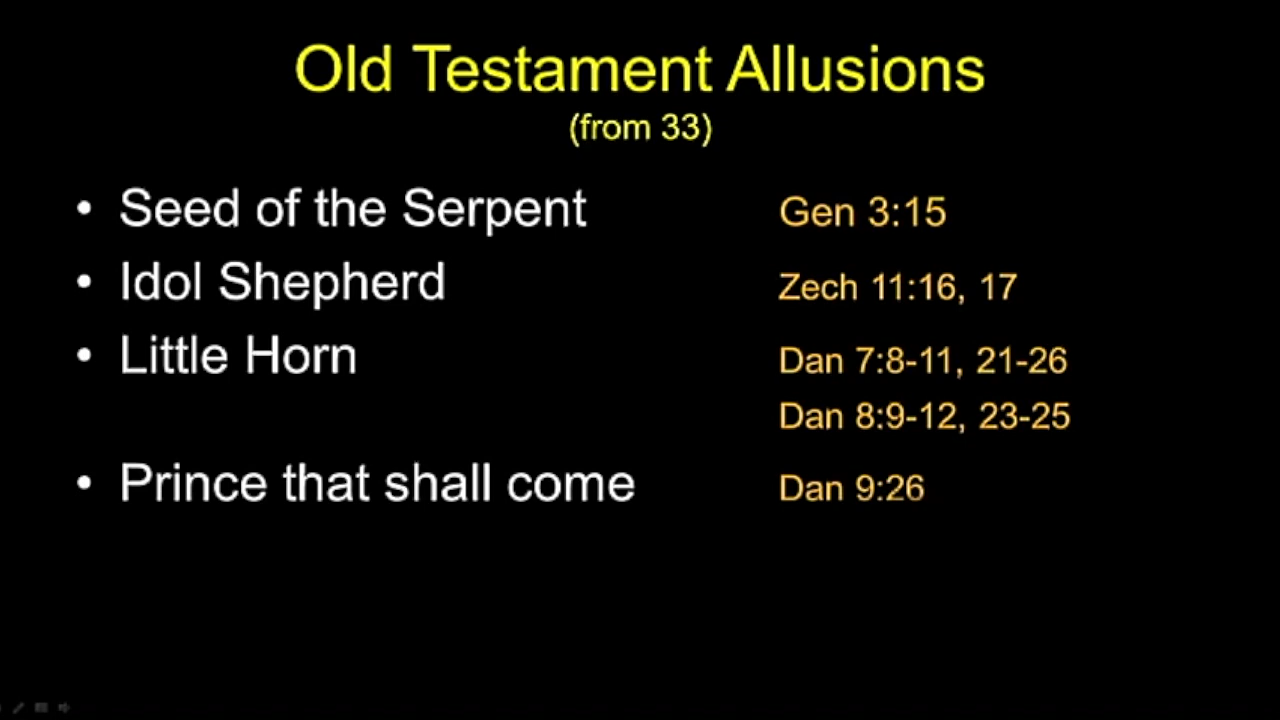 Old Testament Allusions
(from 33)
• Seed of the Serpent Gen 3:15
• Idol Shepherd Zech 11:16, 17
• Little Horn Dan 7:8-11, 21-26
Dan 8:9-12, 23-25
• Prince that shall come Dan 9:26